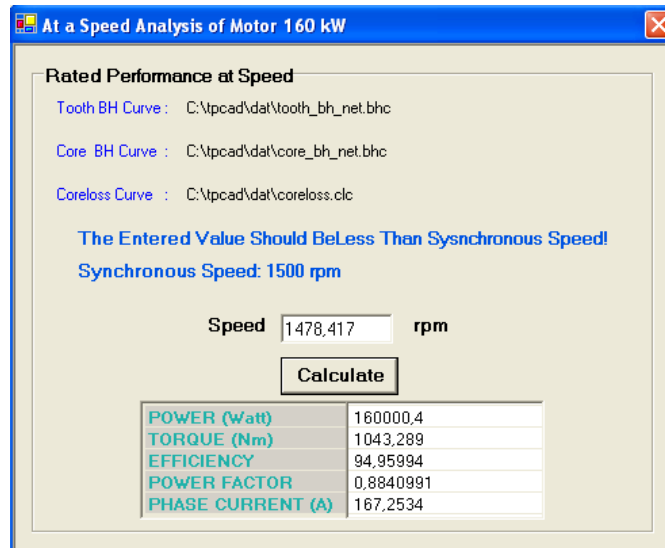 At a Speed Analysis of Motor 160 kW
Rated Performance at Speed
Tooth BH Curve : C:\tpcad\dat\tooth_bh_net.bhc
Core BH Curve : C:\tpcad\dat\core_bh_net.bhc
Coreloss Curve : C:\tpcad\dat\coreloss.clc
The Entered Value Should BeLess Than Sysnchronous Speed!
Synchronous Speed: 1500 rpm
Speed 1478,417 rpm
Calculate
POWER (Watt) 160000,4
TORQUE (Nm) 1043,289
EFFICIENCY 94,95994
POWER FACTOR 0,8840991
PHASE CURRENT (A) 167,2534